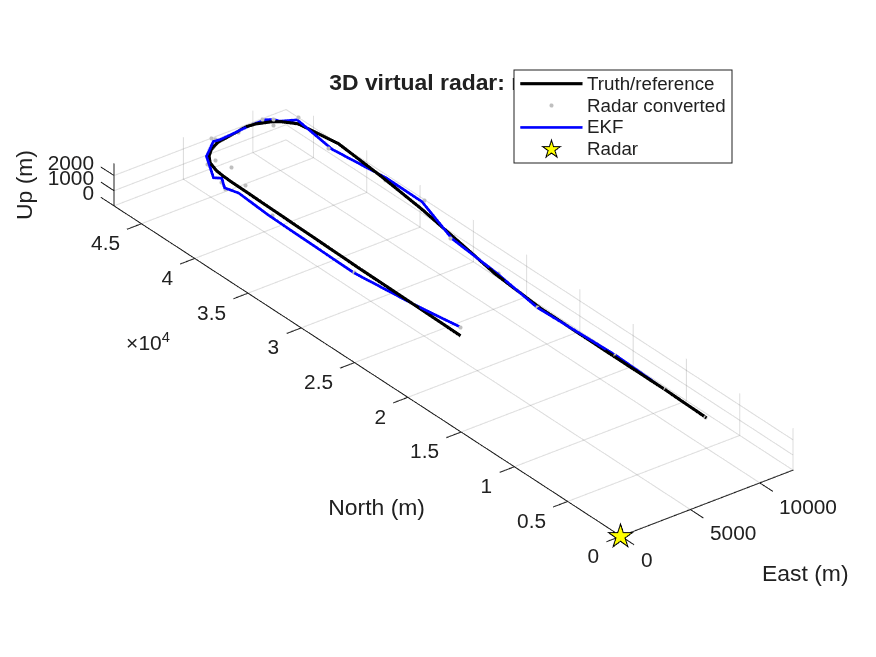 3D virtual radar:
Truth/reference
Radar converted
EKF
Radar
Up (m)
2000
1000
0
4.5
4
3.5
3
2.5
2
1.5
1
0.5
0
×10⁴
North (m)
0
5000
10000
East (m)